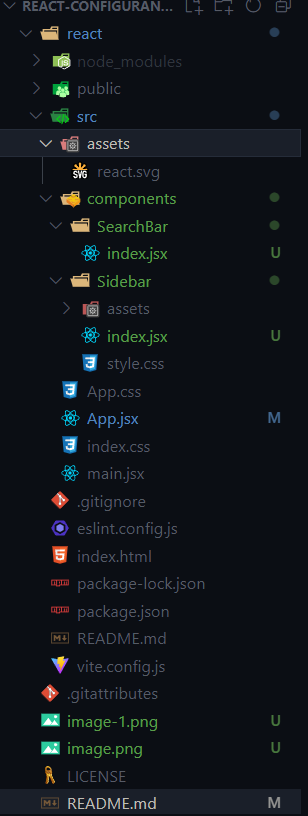 REACT-CONFIGURAN...
react
node_modules
public
src
assets
SVG react.svg
components
SearchBar
index.jsx U
Sidebar
assets
index.jsx U
style.css
App.css
App.jsx M
index.css
main.jsx
.gitignore
eslint.config.js
index.html
package-lock.json
package.json
README.md
vite.config.js
.gitattributes
image-1.png U
image.png U
LICENSE
README.md M